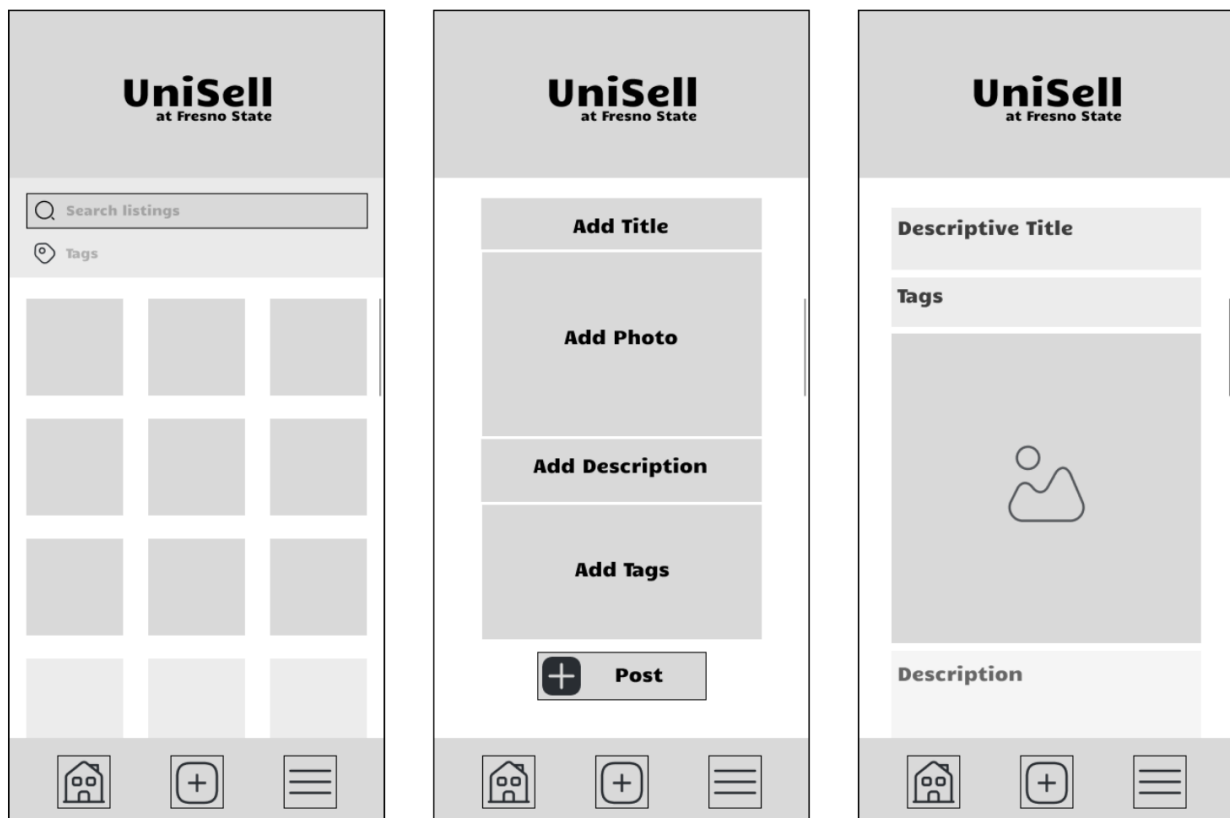 UniSell
at Fresno State
Search listings
Tags
UniSell
at Fresno State
Add Title
Add Photo
Add Description
Add Tags
Post
UniSell
at Fresno State
Descriptive Title
Tags
Description